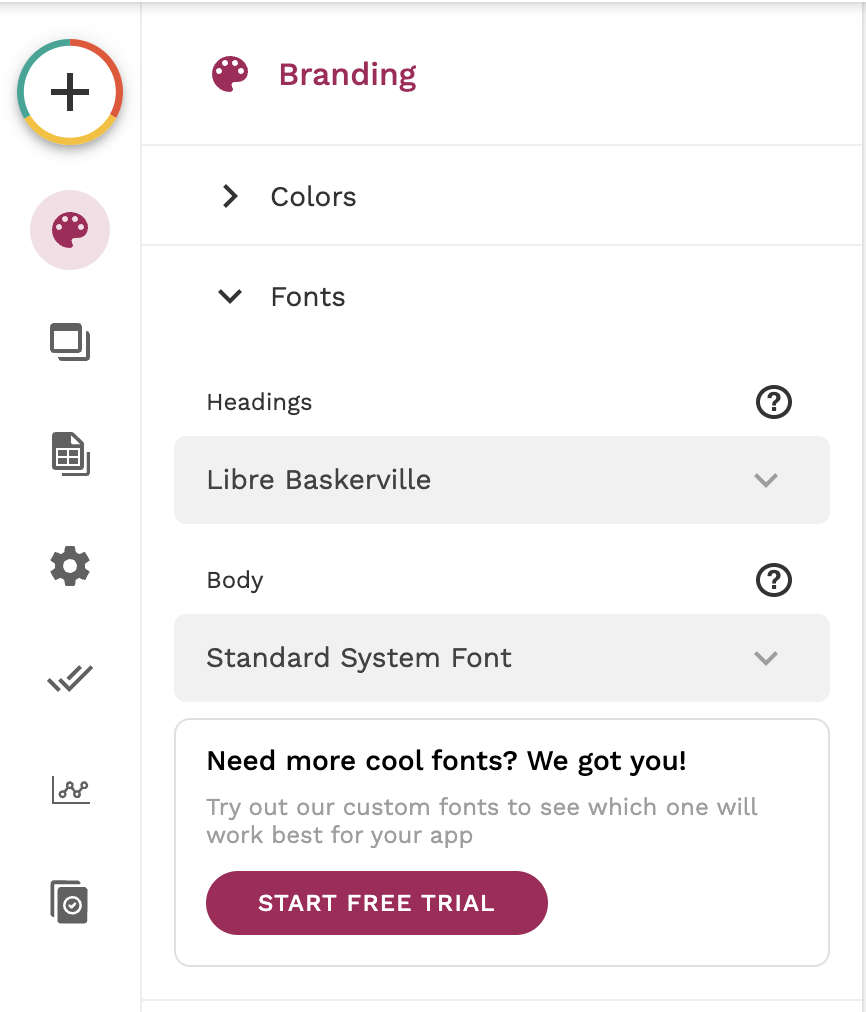 Branding
Colors
Fonts
Headings
Libre Baskerville
Body
Standard System Font
Need more cool fonts? We got you!
Try out our custom fonts to see which one will
work best for your app
START FREE TRIAL